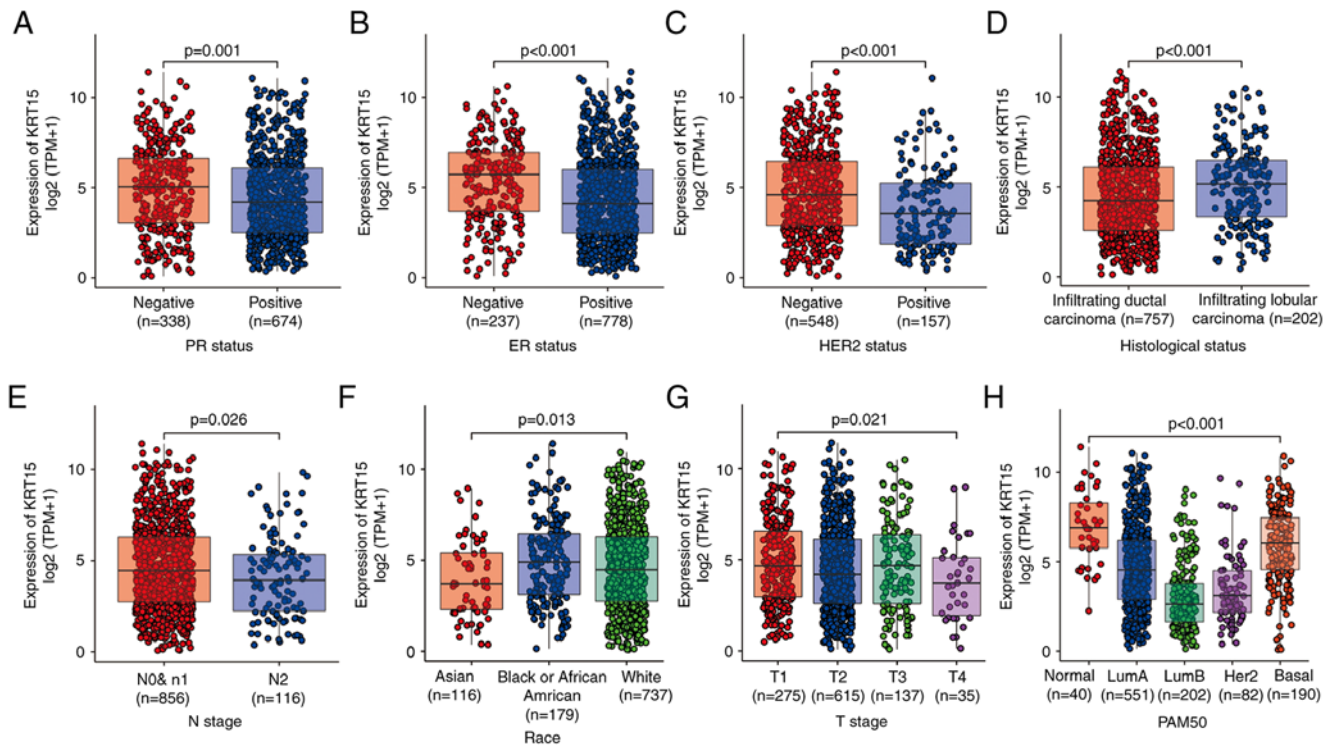 A
Expression of KRT15
log2 (TPM+1)
10
5
0
p=0.001
Negative
(n=338)
Positive
(n=674)
PR status
B
Expression of KRT15
log2 (TPM+1)
10
5
0
p<0.001
Negative
(n=237)
Positive
(n=778)
ER status
C
Expression of KRT15
log2 (TPM+1)
10
5
0
p<0.001
Negative
(n=548)
Positive
(n=157)
HER2 status
D
Expression of KRT15
log2 (TPM+1)
10
5
0
p<0.001
Infiltrating ductal
carcinoma (n=757)
Infiltrating lobular
carcinoma (n=202)
Histological status
E
Expression of KRT15
log2 (TPM+1)
10
5
0
p=0.026
N0& n1
(n=856)
N2
(n=116)
N stage
F
Expression of KRT15
log2 (TPM+1)
10
5
0
p=0.013
Asian
(n=116)
Black or African
Amrican
(n=179)
White
(n=737)
Race
G
Expression of KRT15
log2 (TPM+1)
10
5
0
p=0.021
T1
(n=275)
T2
(n=615)
T3
(n=137)
T4
(n=35)
T stage
H
Expression of KRT15
log2 (TPM+1)
10
5
0
p<0.001
Normal
(n=40)
LumA
(n=551)
LumB
(n=202)
Her2
(n=82)
Basal
(n=190)
PAM50